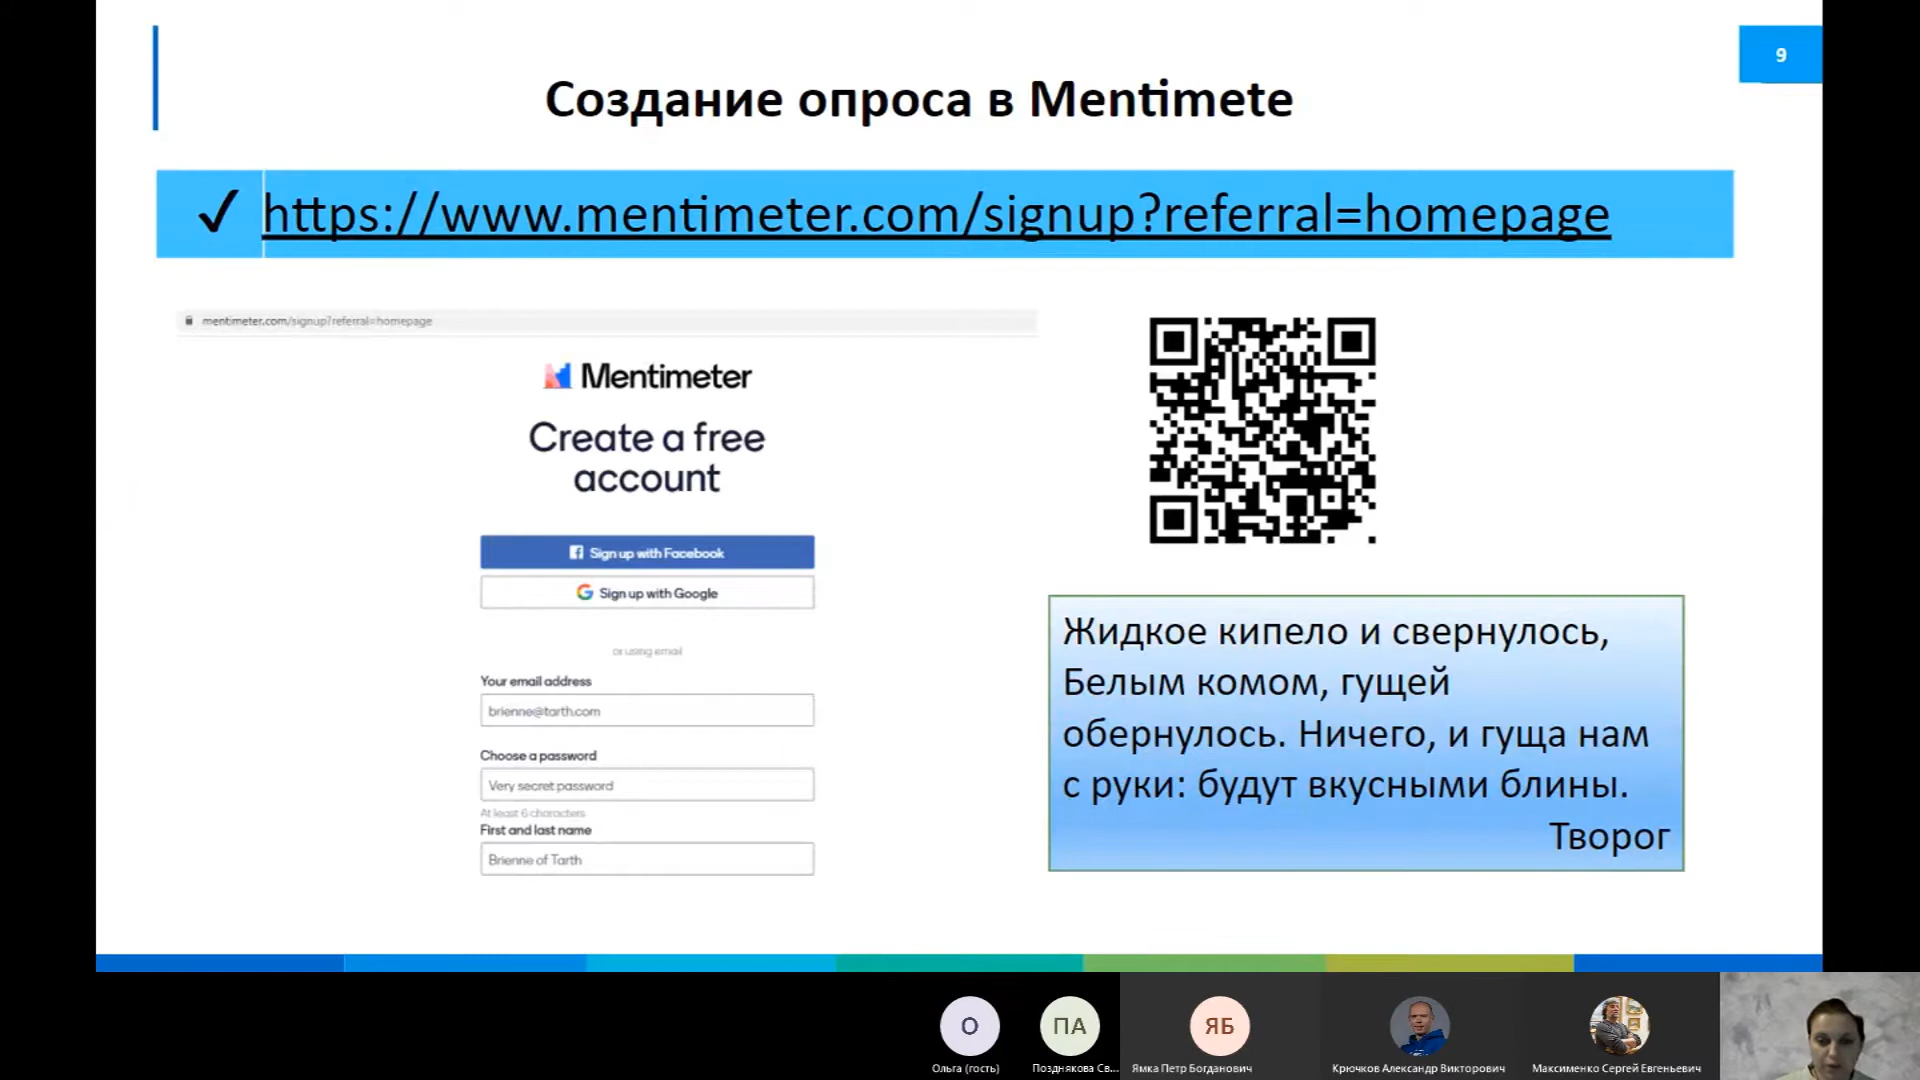 9
Создание опроса в Mentimete
✓ https://www.mentimeter.com/signup?referral=homepage
mentimeter.com/signup?referral=homepage
Mentimeter
Create a free
account
Sign up with Facebook
Sign up with Google
or using email
Your email address
brienne@tarth.com
Choose a password
Very secret password
At least 6 characters
First and last name
Brienne of Tarth
Жидкое кипело и свернулось,
Белым комом, гущей
обернулось. Ничего, и гуща нам
с руки: будут вкусными блины.
Творог
О
ПА
ЯБ
Ольга (гость)
Позднякова Св...
Ямка Петр Богданович
Крючков Александр Викторович
Максименко Сергей Евгеньевич